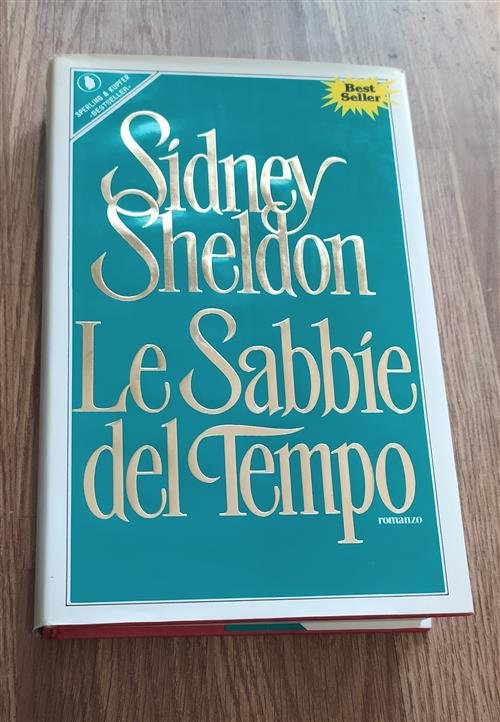 SPERLING & KUPFER
«BESTSELLER»
Best
Seller
Sidney
Sheldon
Le Sabbie
del Tempo
romanzo